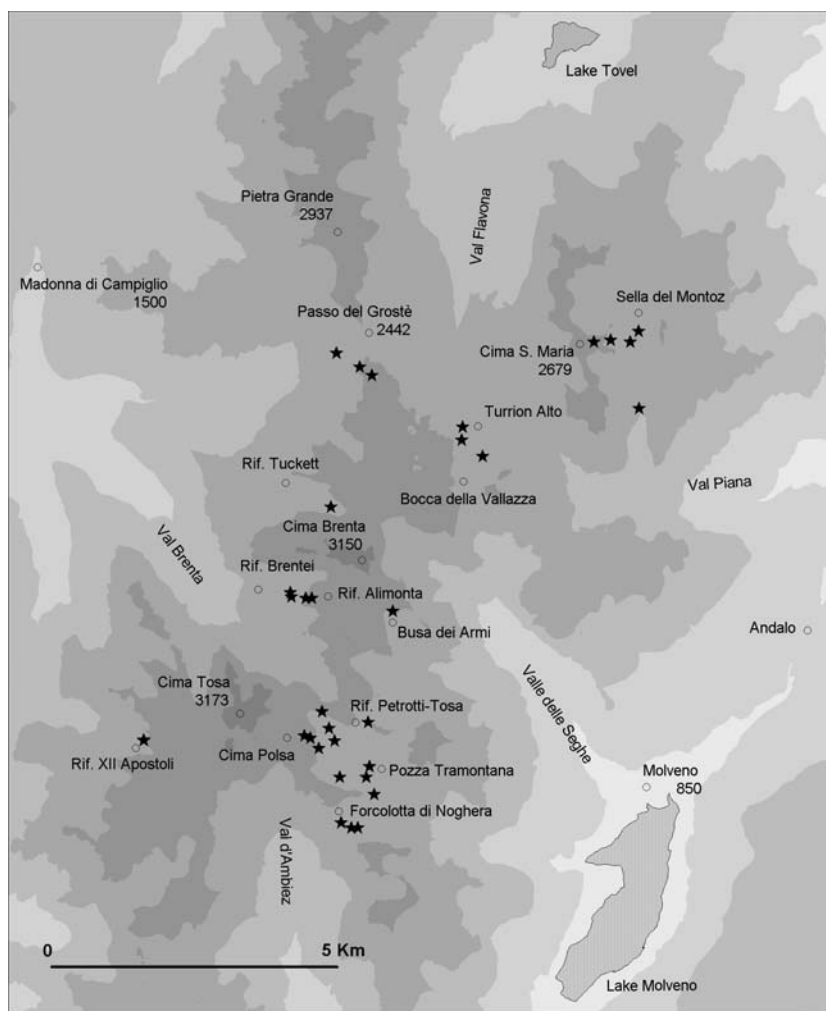 Lake Tovel
Pietra Grande
2937
Val Flavona
Madonna di Campiglio
1500
Sella del Montoz
Passo del Grostè
2442
Cima S. Maria
2679
Turrion Alto
Rif. Tuckett
Bocca della Vallazza
Val Piana
Cima Brenta
3150
Val Brenta
Rif. Brentei
Rif. Alimonta
Busa dei Armi
Andalo
Cima Tosa
3173
Rif. Petrotti-Tosa
Valle delle Seghe
Rif. XII Apostoli
Cima Polsa
Pozza Tramontana
Molveno
850
Forcolotta di Noghera
Val d'Ambiez
0
5 Km
Lake Molveno